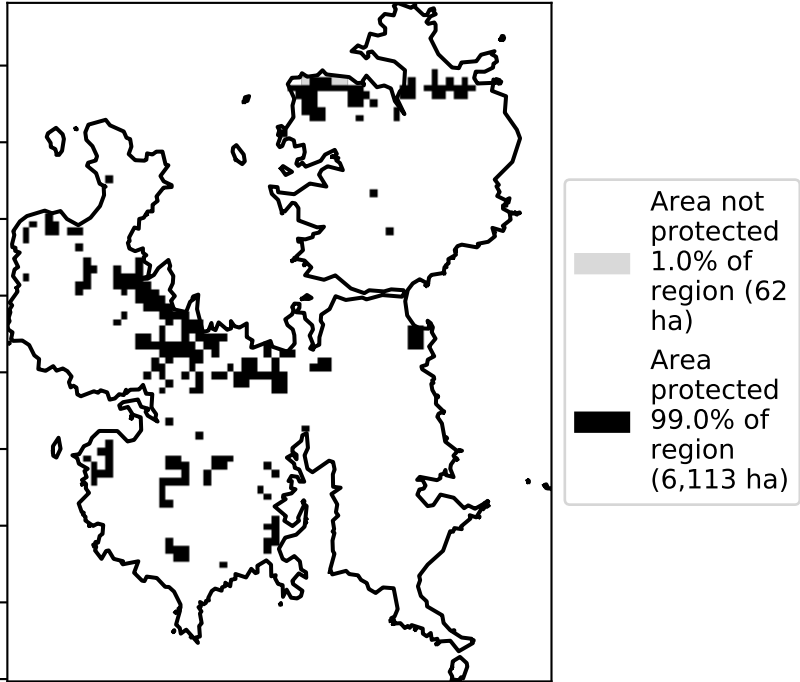 Area not
protected
1.0% of
region (62
ha)
Area
protected
99.0% of
region
(6,113 ha)